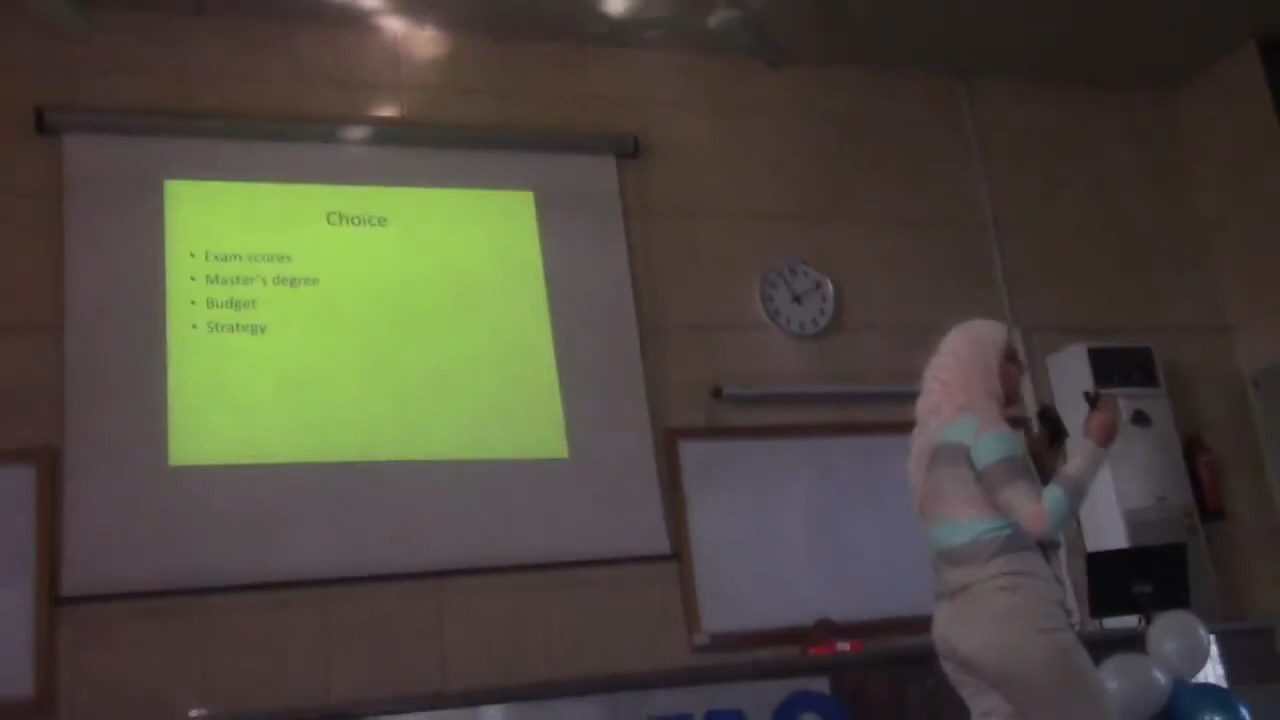 Choice
• Exam scores
• Master's degree
• Budget
• Strategy